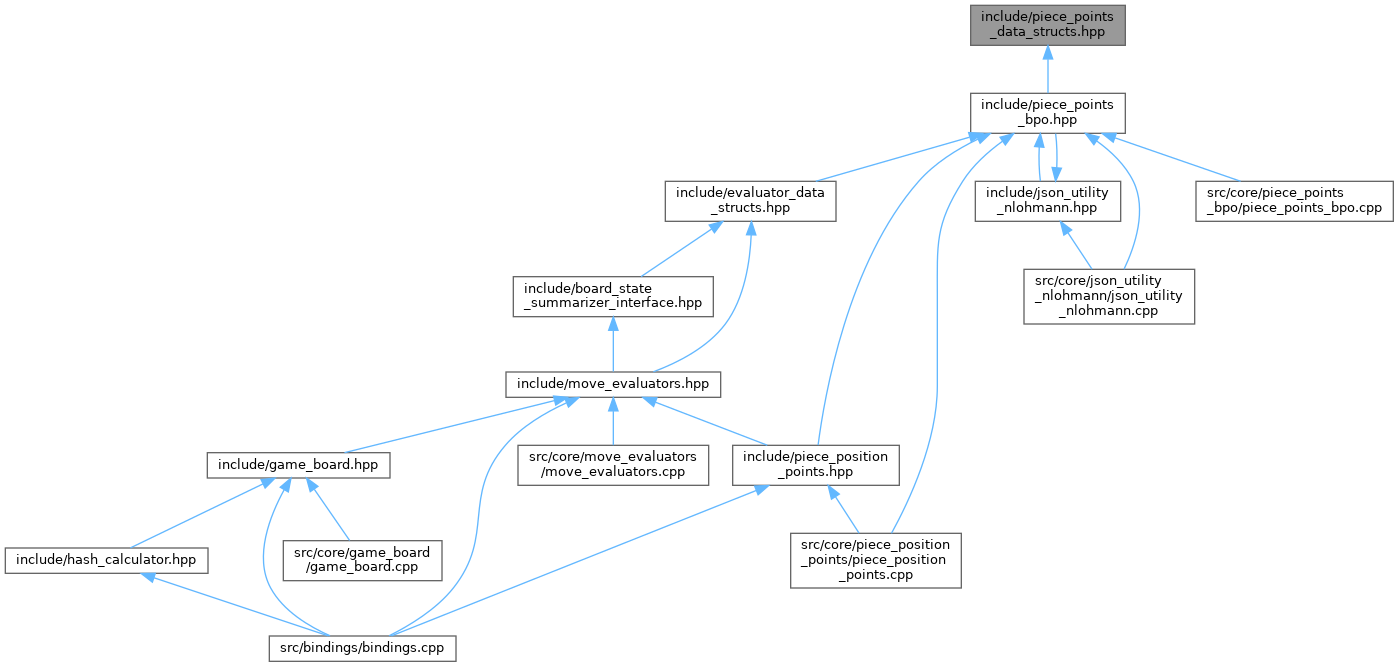 include/piece_points
_data_structs.hpp
include/piece_points
_bpo.hpp
include/evaluator_data
_structs.hpp
include/json_utility
_nlohmann.hpp
src/core/piece_points
_bpo/piece_points_bpo.cpp
include/board_state
_summarizer_interface.hpp
src/core/json_utility
_nlohmann/json_utility
_nlohmann.cpp
include/move_evaluators.hpp
include/game_board.hpp
src/core/move_evaluators
/move_evaluators.cpp
include/piece_position
_points.hpp
include/hash_calculator.hpp
src/core/game_board
/game_board.cpp
src/core/piece_position
_points/piece_position
_points.cpp
src/bindings/bindings.cpp